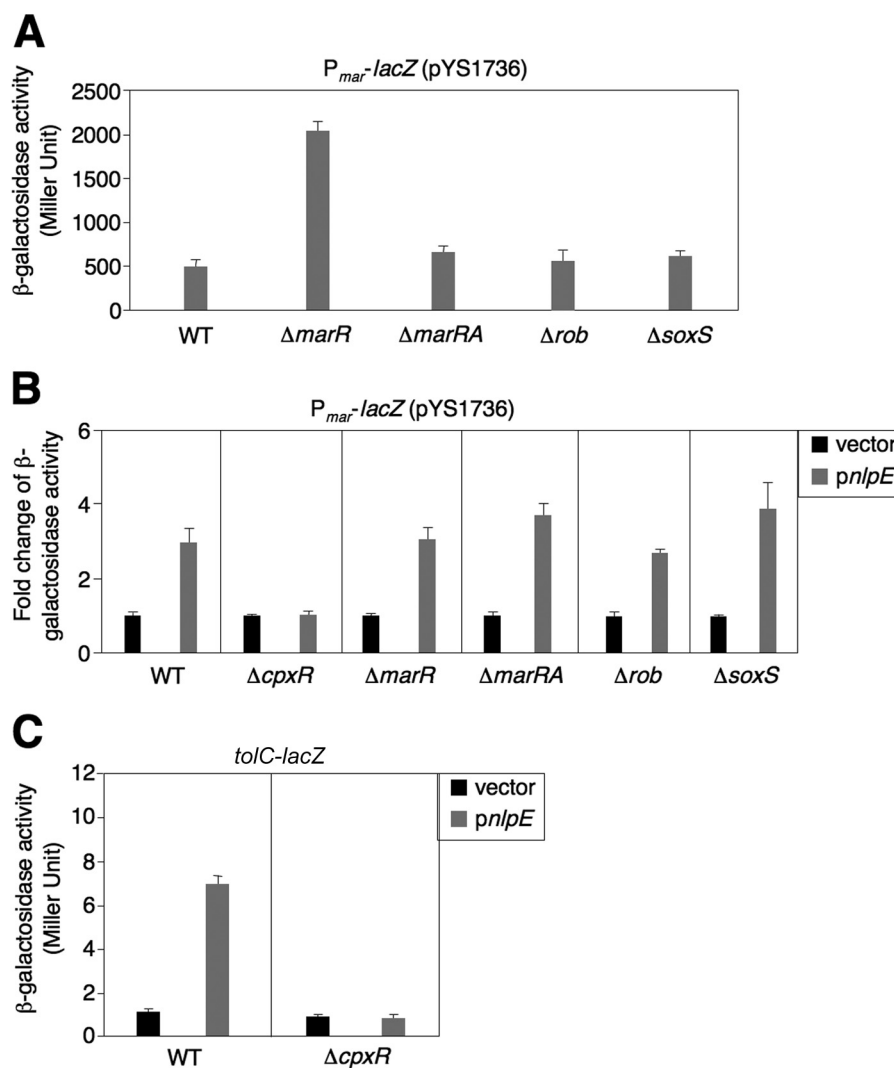 A
P mar-lacZ (pYS1736)
β-galactosidase activity
(Miller Unit)
2500
2000
1500
1000
500
0
WT ΔmarR ΔmarRA Δrob ΔsoxS
B
P mar-lacZ (pYS1736)
Fold change of β-
galactosidase activity
6
4
2
0
vector
pnlpE
WT ΔcpxR ΔmarR ΔmarRA Δrob ΔsoxS
C
tolC-lacZ
β-galactosidase activity
(Miller Unit)
12
10
8
6
4
2
0
vector
pnlpE
WT ΔcpxR